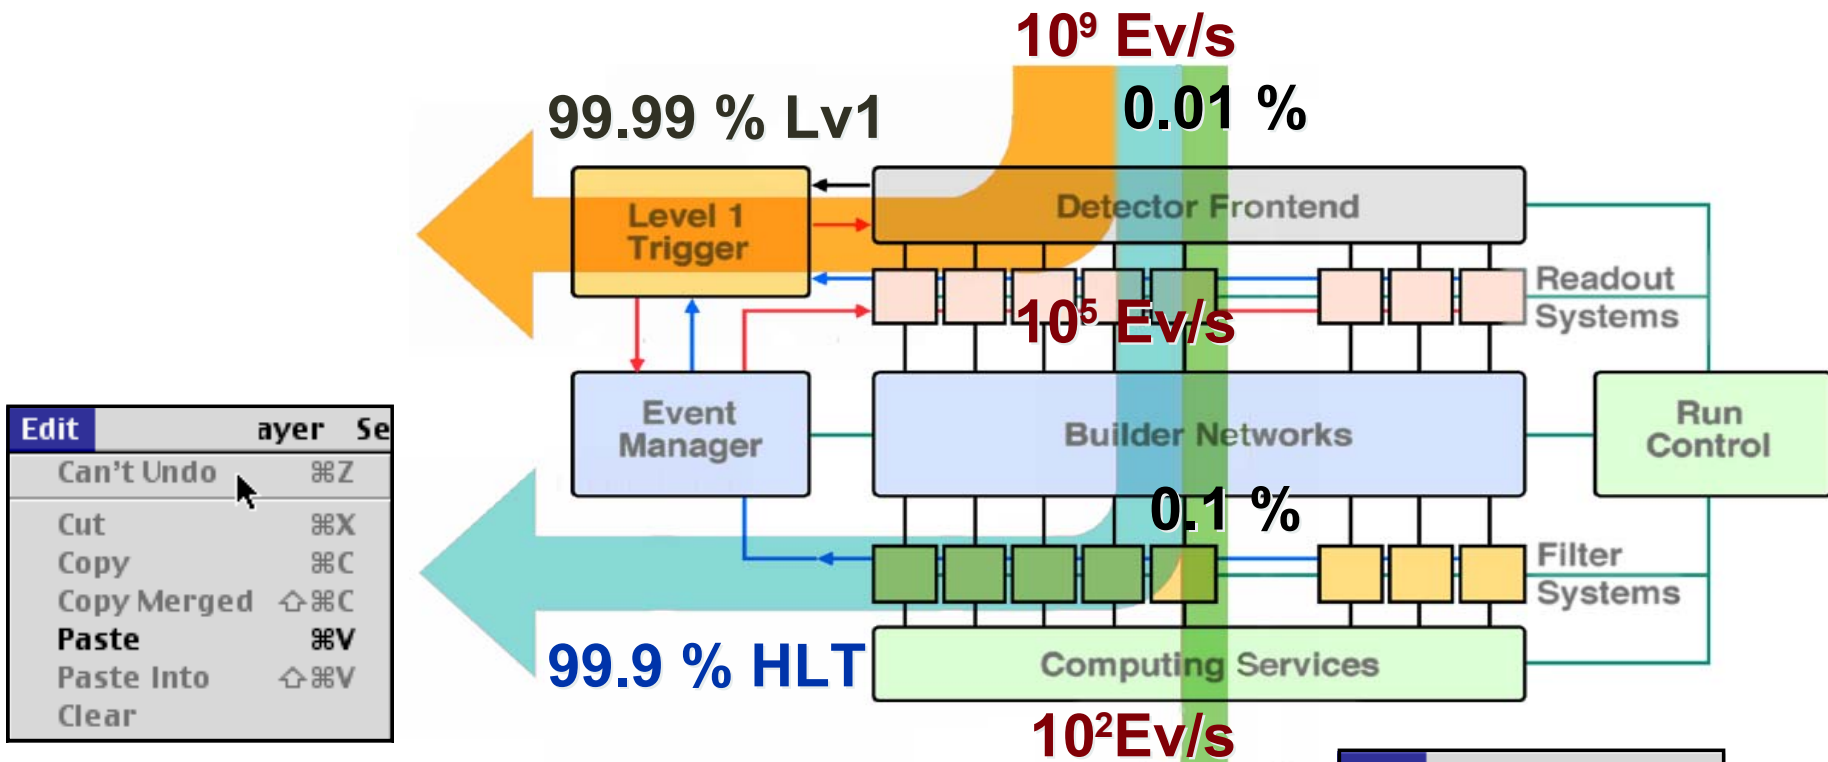 10⁹ Ev/s
99.99 % Lv1
0.01 %
Level 1
Trigger
Detector Frontend
Readout
Systems
10⁵ Ev/s
Event
Manager
Builder Networks
Run
Control
0.1 %
Filter
Systems
99.9 % HLT
Computing Services
10²Ev/s
Edit ayer Se
Can't Undo ⌘Z
Cut ⌘X
Copy ⌘C
Copy Merged ⇧⌘C
Paste ⌘V
Paste Into ⇧⌘V
Clear